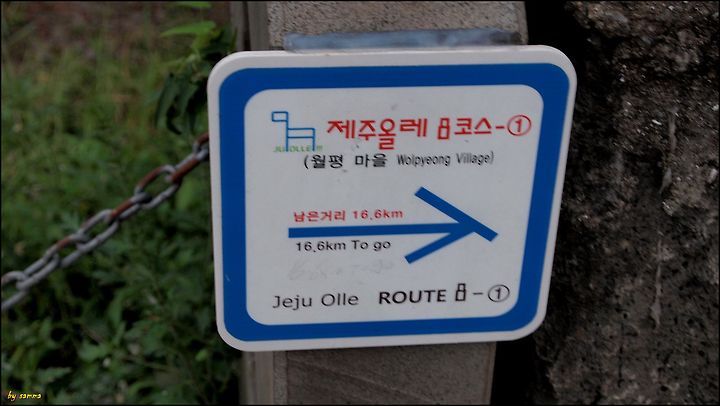 제주올레 8코스-①
JEJU OLLE
(월평 마을 Wolpyeong Village)
남은거리 16.6km
16.6km To go
Jeju Olle ROUTE 8-①
by samma